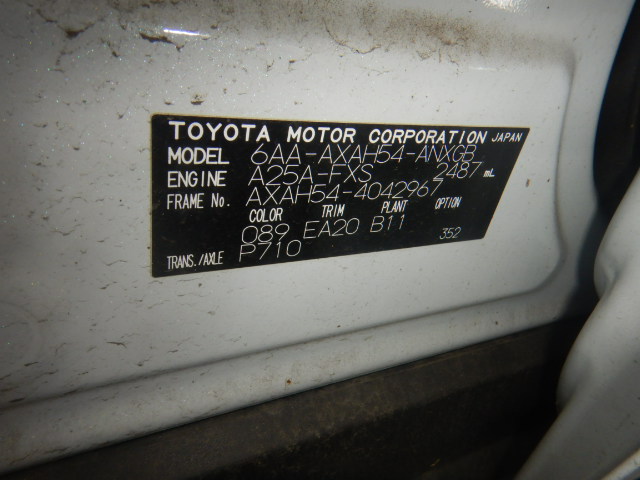 TOYOTA MOTOR CORPORATION JAPAN
MODEL 6AA-AXAH54-ANXGB
ENGINE A25A-FXS 2487 mL
FRAME No. AXAH54-4042967
COLOR TRIM PLANT OPTION
089 EA20 B11 352
TRANS./AXLE P710